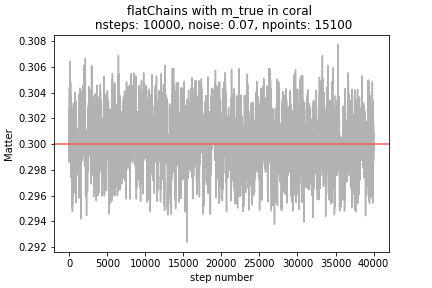 flatChains with m_true in coral
nsteps: 10000, noise: 0.07, npoints: 15100
0.308
0.306
0.304
0.302
0.300
0.298
0.296
0.294
0.292
Matter
0 5000 10000 15000 20000 25000 30000 35000 40000
step number